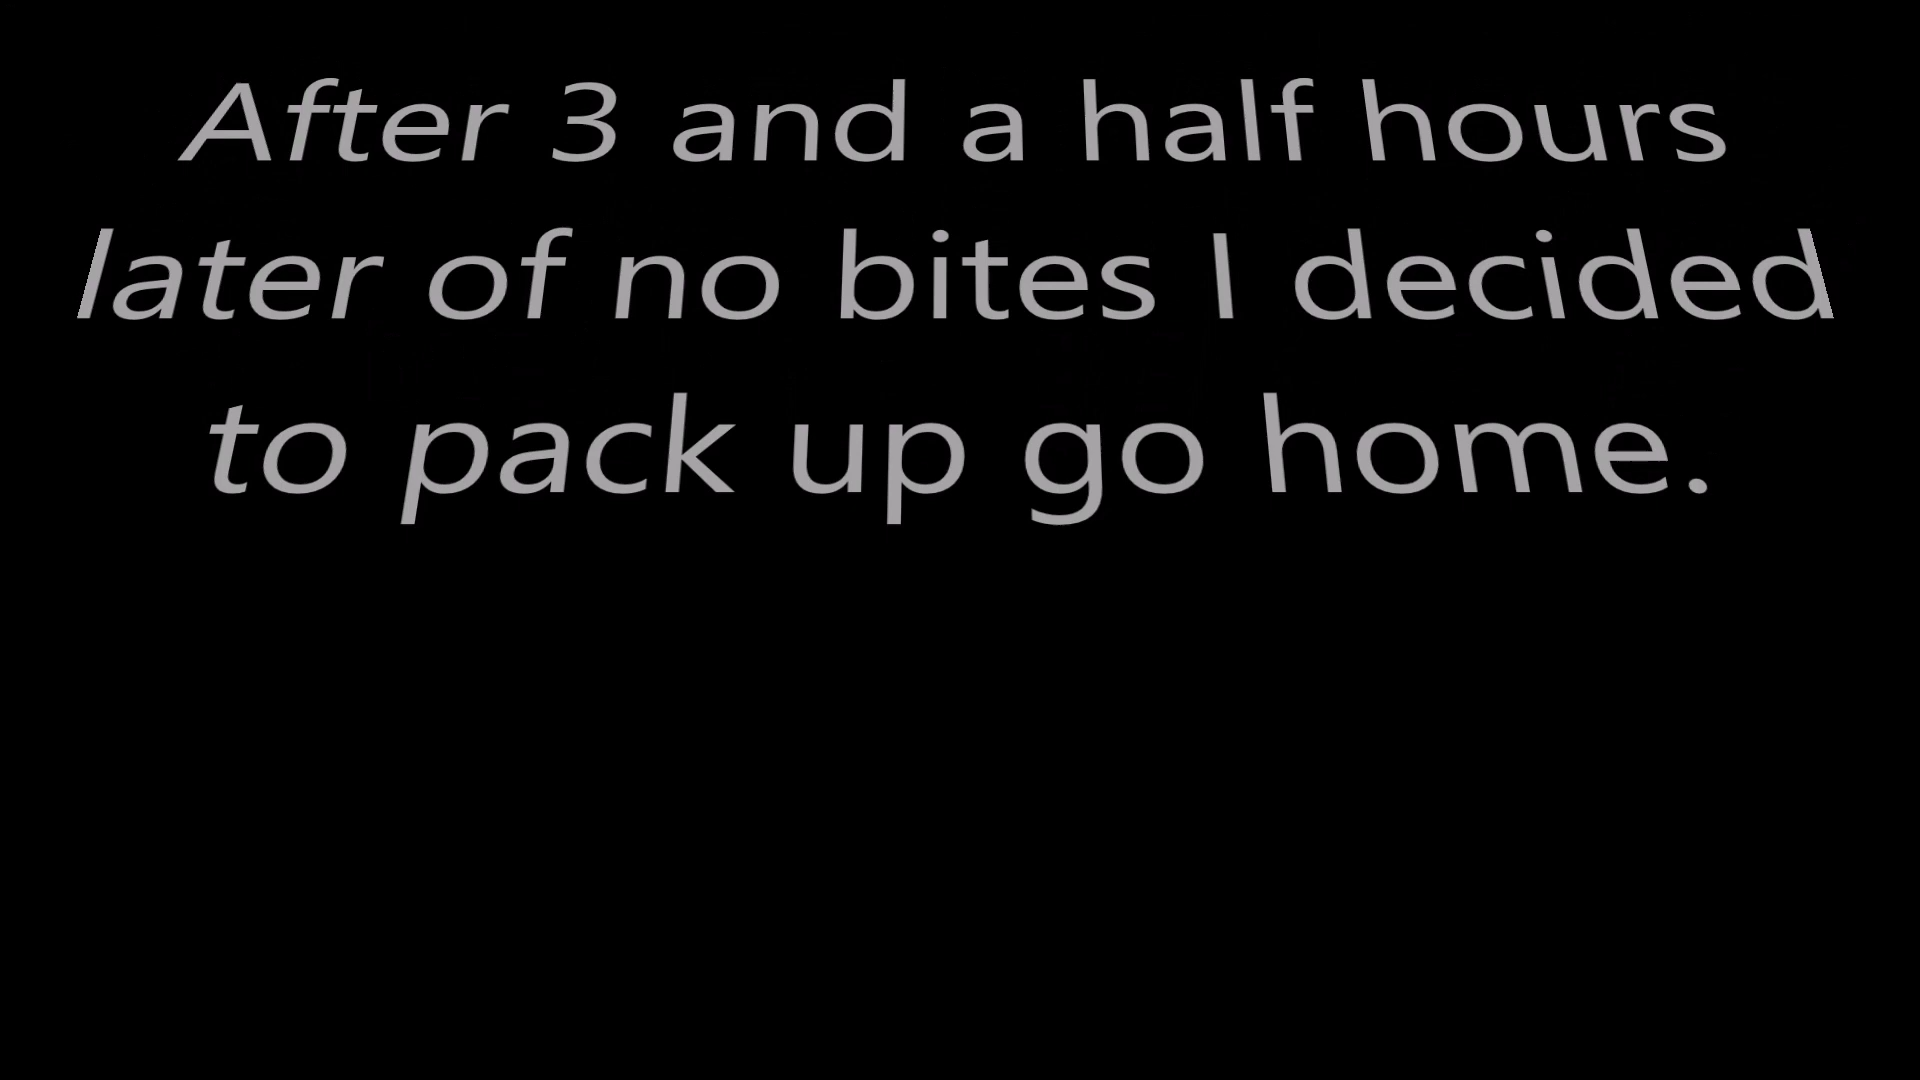 After 3 and a half hours
later of no bites I decided
to pack up go home.